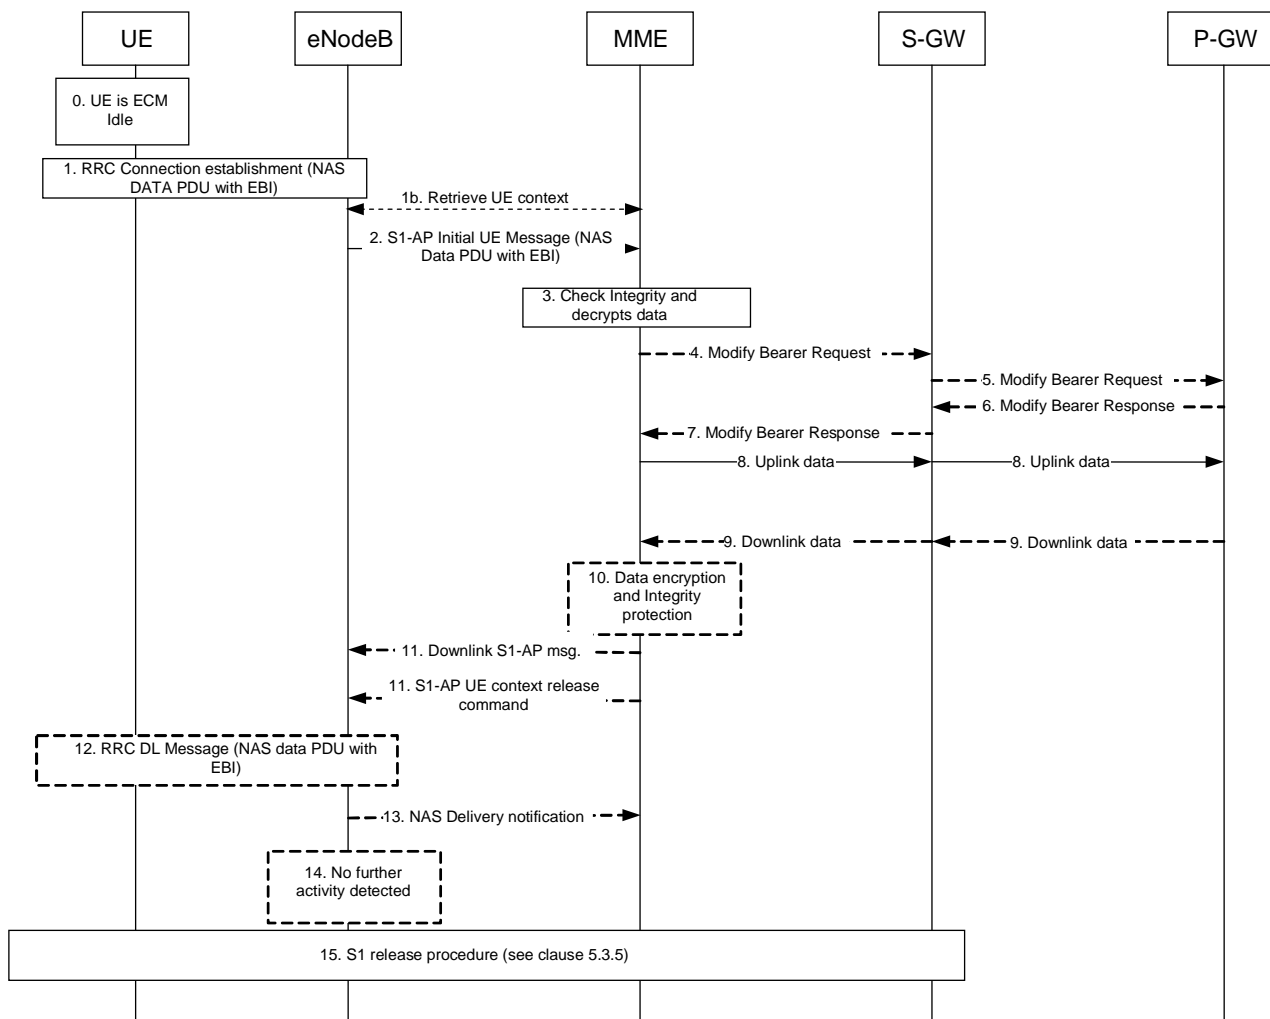 UE
eNodeB
MME
S-GW
P-GW
0. UE is ECM
Idle
1. RRC Connection establishment (NAS
DATA PDU with EBI)
1b. Retrieve UE context
2. S1-AP Initial UE Message (NAS
Data PDU with EBI)
3. Check Integrity and
decrypts data
4. Modify Bearer Request
5. Modify Bearer Request
6. Modify Bearer Response
7. Modify Bearer Response
8. Uplink data
8. Uplink data
9. Downlink data
9. Downlink data
10. Data encryption
and Integrity
protection
11. Downlink S1-AP msg.
11. S1-AP UE context release
command
12. RRC DL Message (NAS data PDU with
EBI)
13. NAS Delivery notification
14. No further
activity detected
15. S1 release procedure (see clause 5.3.5)